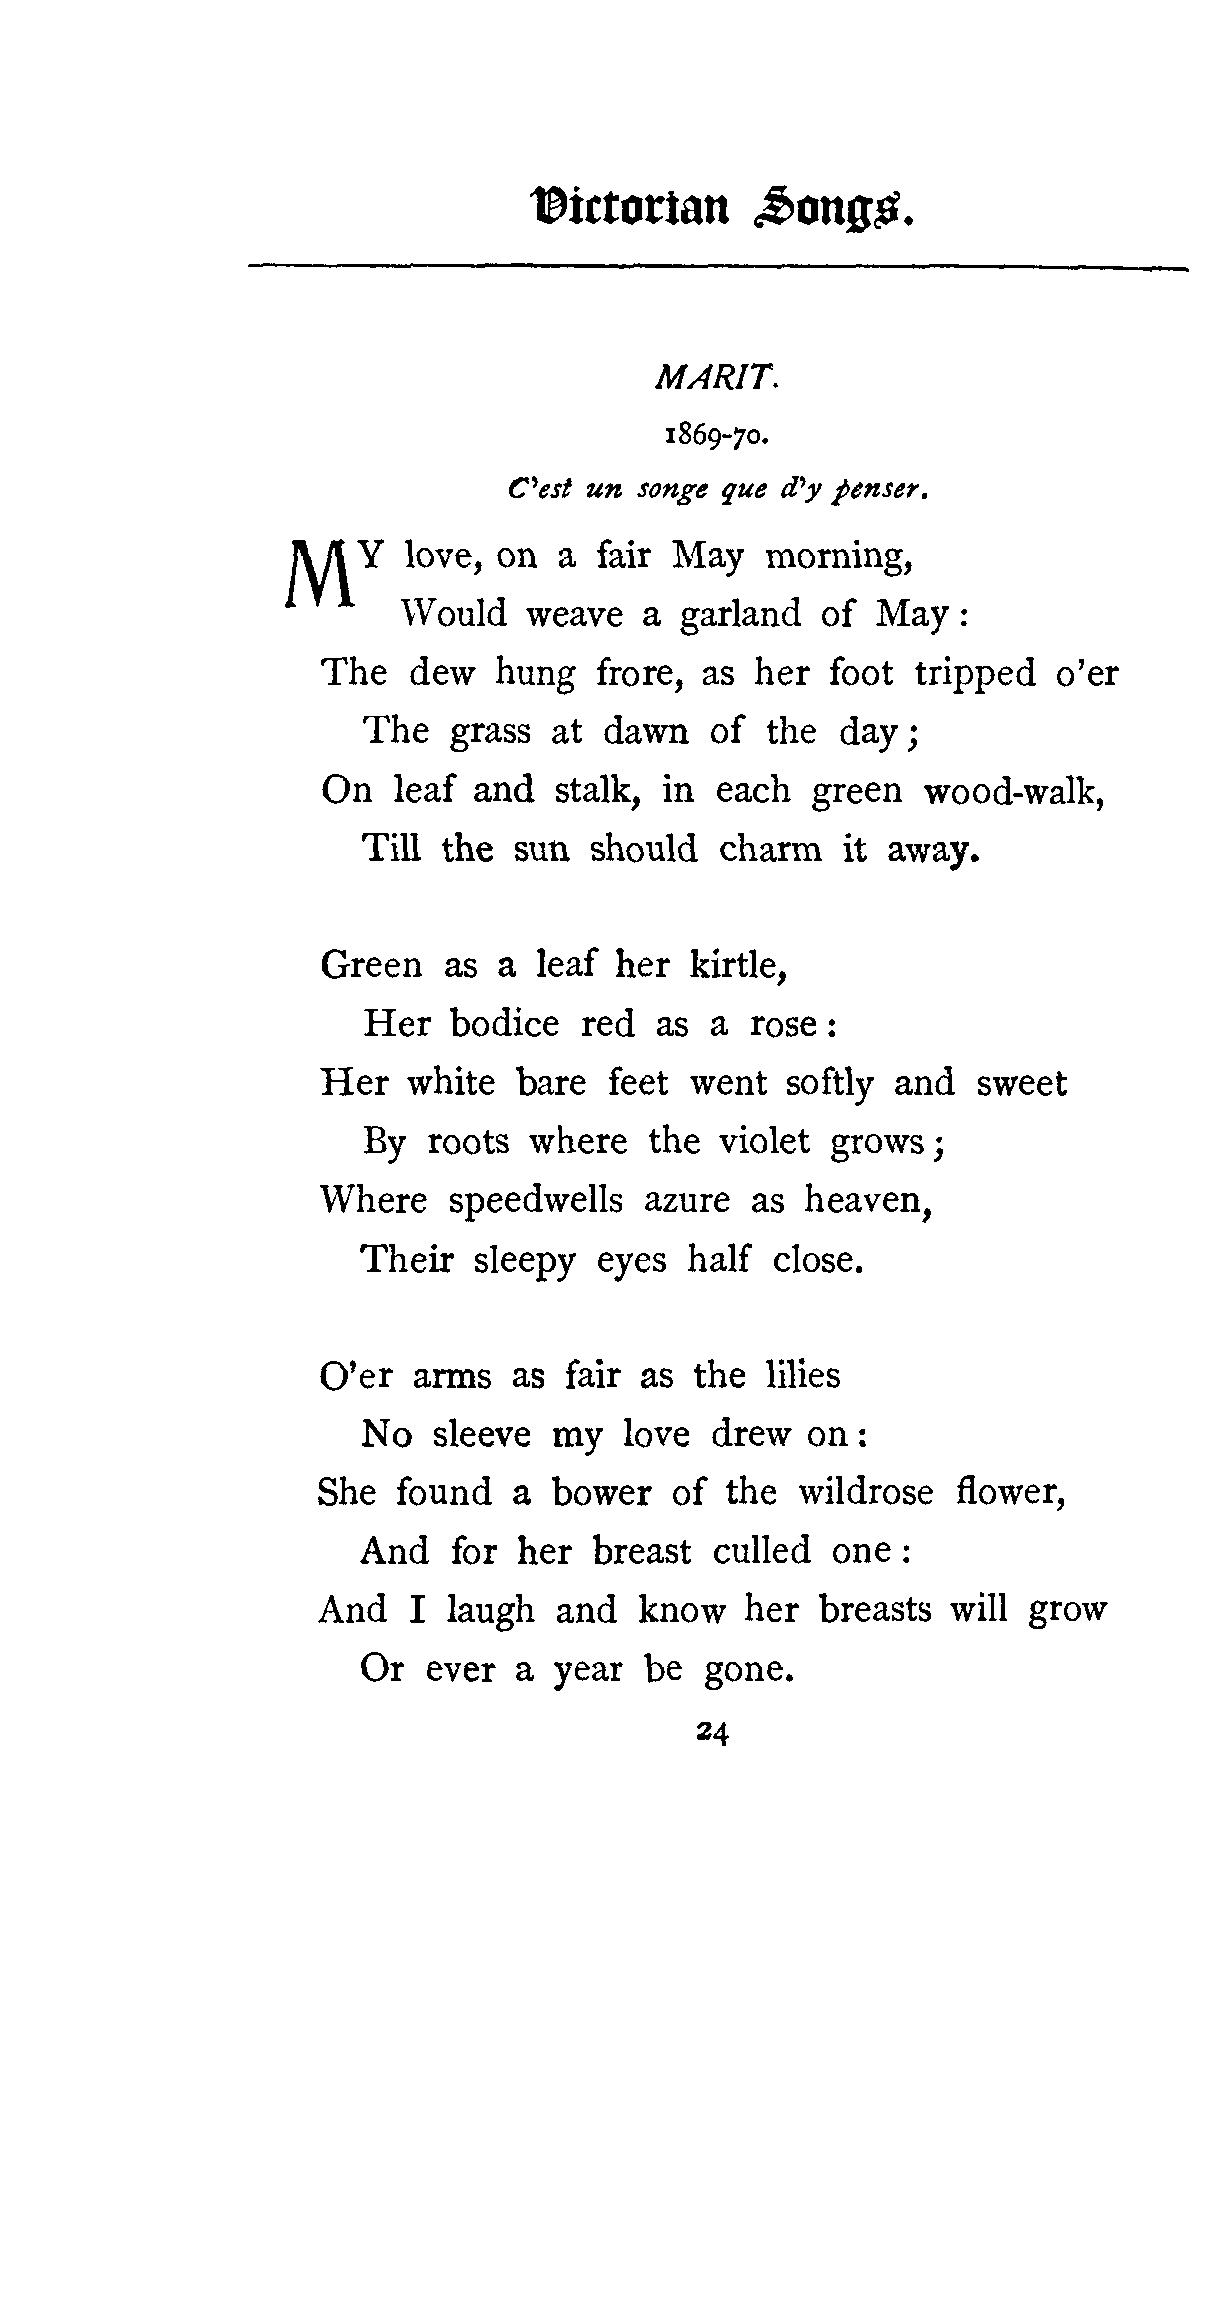 Victorian Songs.
MARIT.
1869-70.
C'est un songe que d'y penser.
MY love, on a fair May morning,
Would weave a garland of May :
The dew hung frore, as her foot tripped o'er
The grass at dawn of the day ;
On leaf and stalk, in each green wood-walk,
Till the sun should charm it away.
Green as a leaf her kirtle,
Her bodice red as a rose :
Her white bare feet went softly and sweet
By roots where the violet grows ;
Where speedwells azure as heaven,
Their sleepy eyes half close.
O'er arms as fair as the lilies
No sleeve my love drew on :
She found a bower of the wildrose flower,
And for her breast culled one :
And I laugh and know her breasts will grow
Or ever a year be gone.
24